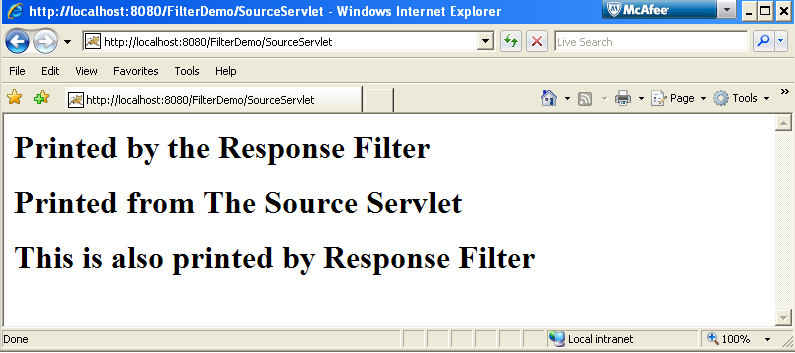 http://localhost:8080/FilterDemo/SourceServlet - Windows Internet Explorer
McAfee
http://localhost:8080/FilterDemo/SourceServlet
Live Search
File Edit View Favorites Tools Help
http://localhost:8080/FilterDemo/SourceServlet
Page Tools
Printed by the Response Filter
Printed from The Source Servlet
This is also printed by Response Filter
Done
Local intranet
100%